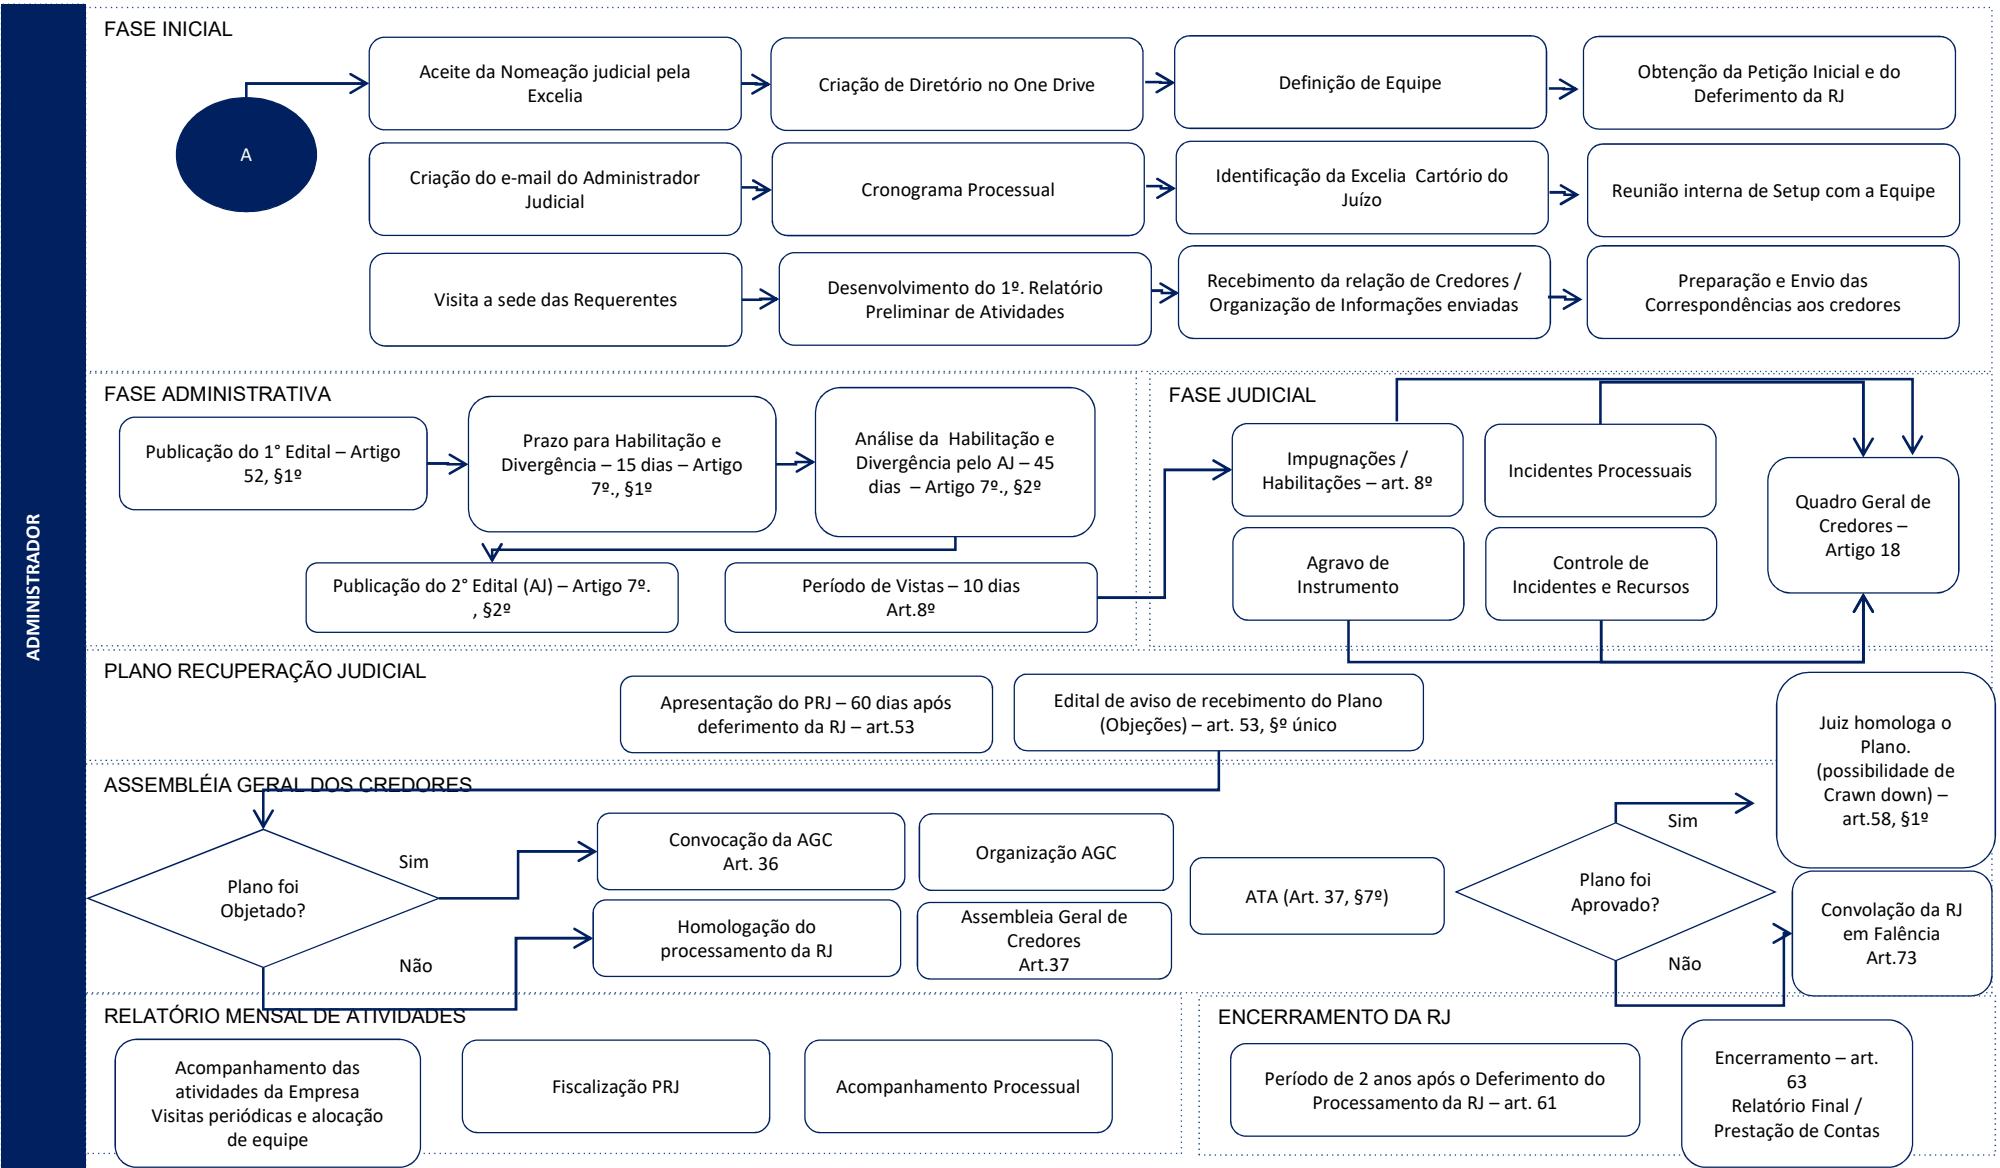 ADMINISTRADOR
FASE INICIAL
A
Aceite da Nomeação judicial pela
Excelia
Criação de Diretório no One Drive
Definição de Equipe
Obtenção da Petição Inicial e do
Deferimento da RJ
Criação do e-mail do Administrador
Judicial
Cronograma Processual
Identificação da Excelia  Cartório do
Juízo
Reunião interna de Setup com a Equipe
Visita a sede das Requerentes
Desenvolvimento do 1º. Relatório
Preliminar de Atividades
Recebimento da relação de Credores /
Organização de Informações enviadas
Preparação e Envio das
Correspondências aos credores
FASE ADMINISTRATIVA
Publicação do 1° Edital – Artigo
52, §1º
Prazo para Habilitação e
Divergência – 15 dias – Artigo
7º., §1º
Análise da  Habilitação e
Divergência pelo AJ – 45
dias  – Artigo 7º., §2º
Publicação do 2° Edital (AJ) – Artigo 7º.
, §2º
Período de Vistas – 10 dias
Art.8º
FASE JUDICIAL
Impugnações /
Habilitações – art. 8º
Incidentes Processuais
Agravo de
Instrumento
Controle de
Incidentes e Recursos
Quadro Geral de
Credores –
Artigo 18
PLANO RECUPERAÇÃO JUDICIAL
Apresentação do PRJ – 60 dias após
deferimento da RJ – art.53
Edital de aviso de recebimento do Plano
(Objeções) – art. 53, §º único
Juiz homologa o
Plano.
(possibilidade de
Crawn down) –
art.58, §1º
ASSEMBLÉIA GERAL DOS CREDORES
Plano foi
Objetado?
Sim
Não
Convocação da AGC
Art. 36
Organização AGC
Homologação do
processamento da RJ
Assembleia Geral de
Credores
Art.37
ATA (Art. 37, §7º)
Plano foi
Aprovado?
Sim
Não
Convolação da RJ
em Falência
Art.73
RELATÓRIO MENSAL DE ATIVIDADES
Acompanhamento das
atividades da Empresa
Visitas periódicas e alocação
de equipe
Fiscalização PRJ
Acompanhamento Processual
ENCERRAMENTO DA RJ
Período de 2 anos após o Deferimento do
Processamento da RJ – art. 61
Encerramento – art.
63
Relatório Final /
Prestação de Contas